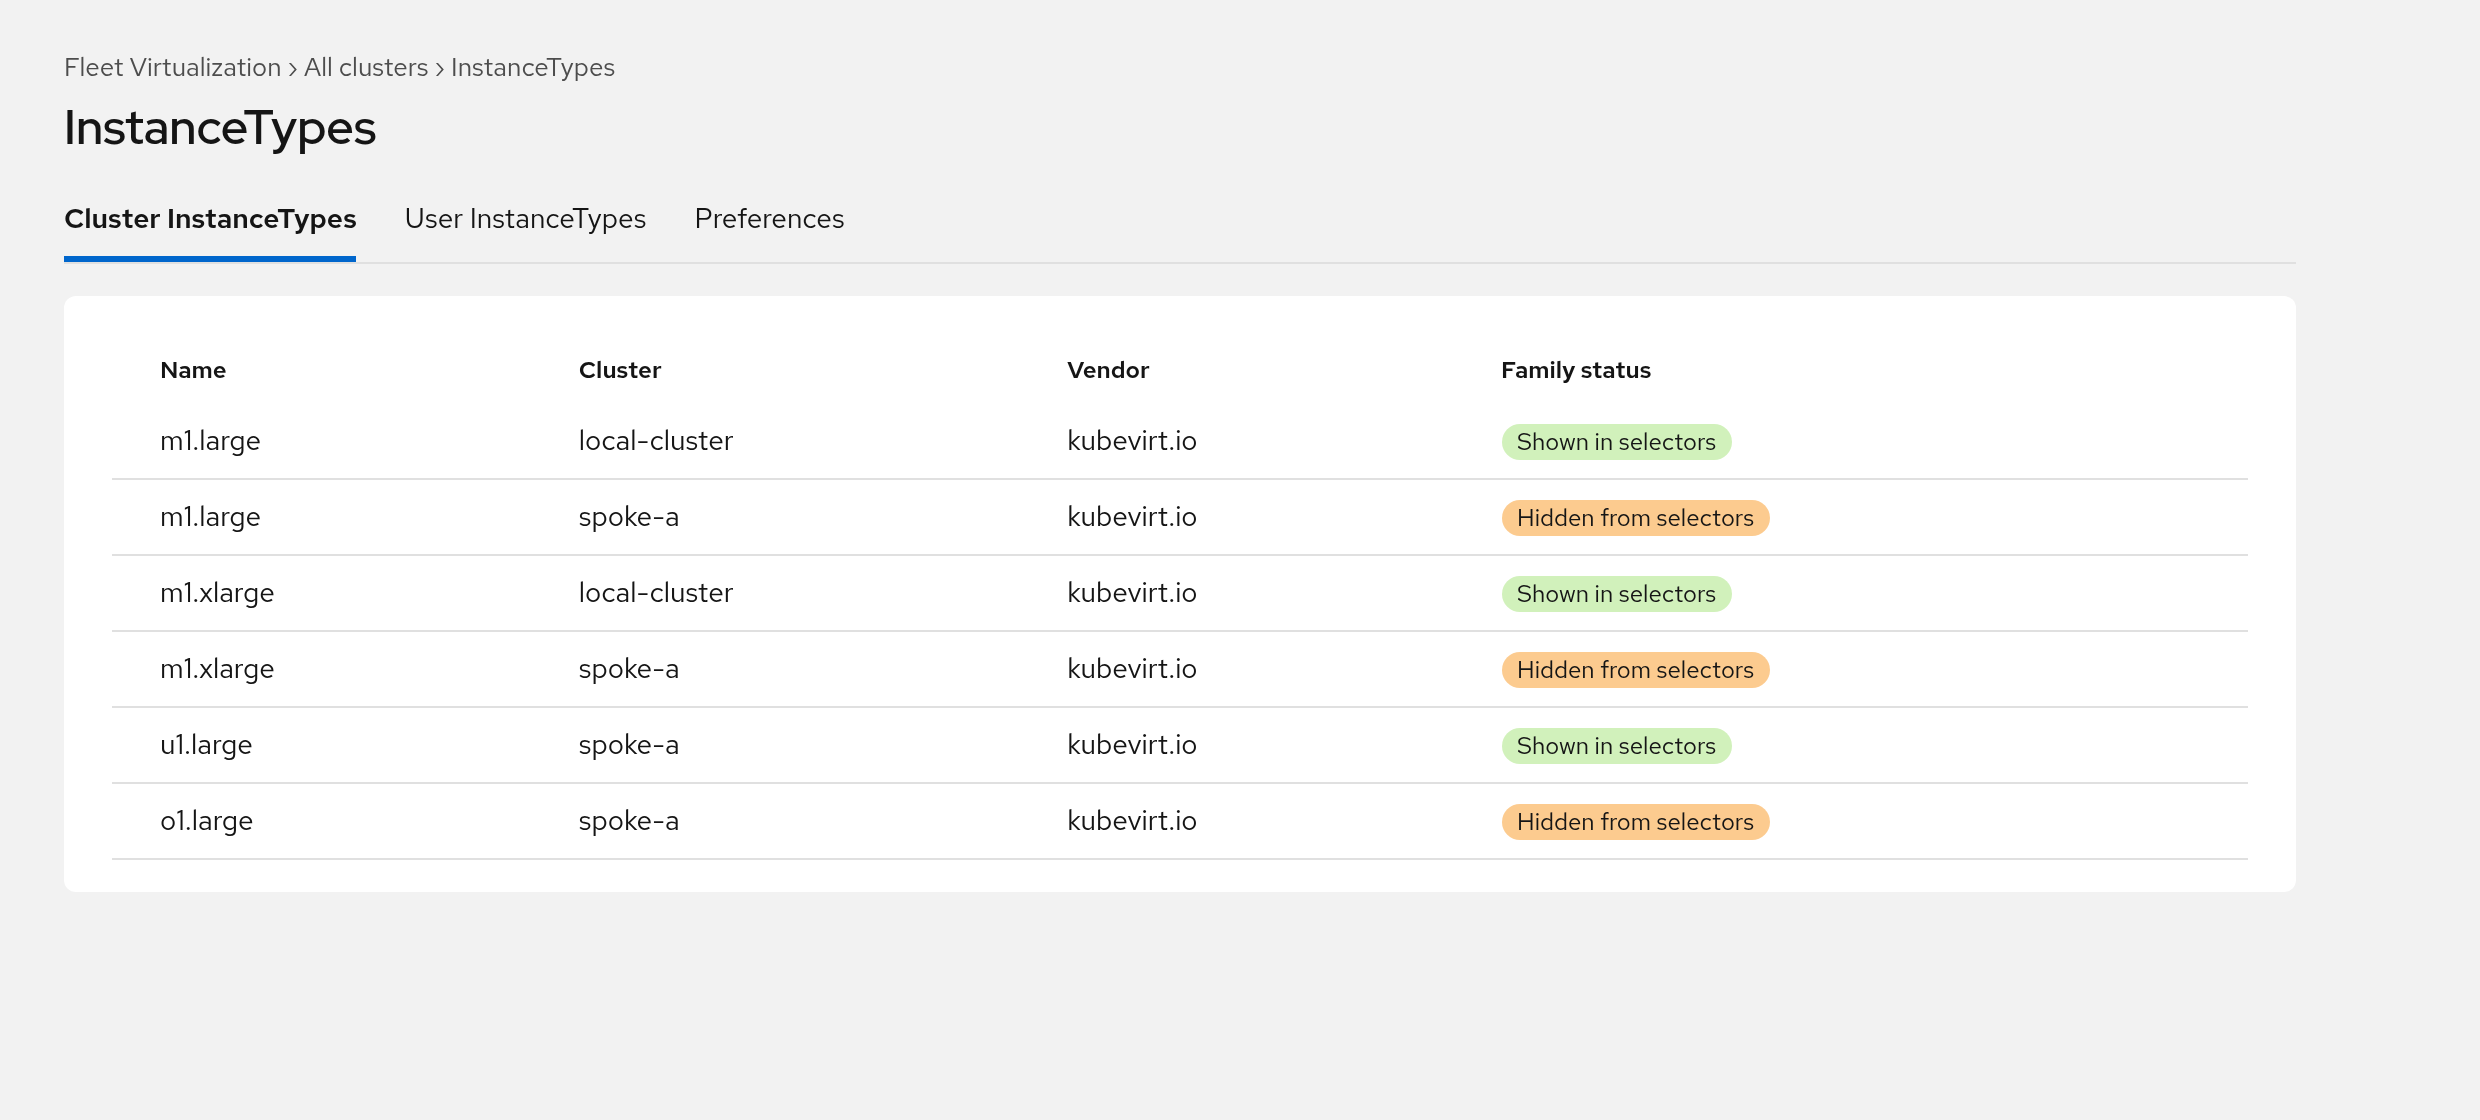 Fleet Virtualization › All clusters › InstanceTypes
InstanceTypes
Cluster InstanceTypes User InstanceTypes Preferences
Name Cluster Vendor Family status
m1.large local-cluster kubevirt.io Shown in selectors
m1.large spoke-a kubevirt.io Hidden from selectors
m1.xlarge local-cluster kubevirt.io Shown in selectors
m1.xlarge spoke-a kubevirt.io Hidden from selectors
u1.large spoke-a kubevirt.io Shown in selectors
o1.large spoke-a kubevirt.io Hidden from selectors